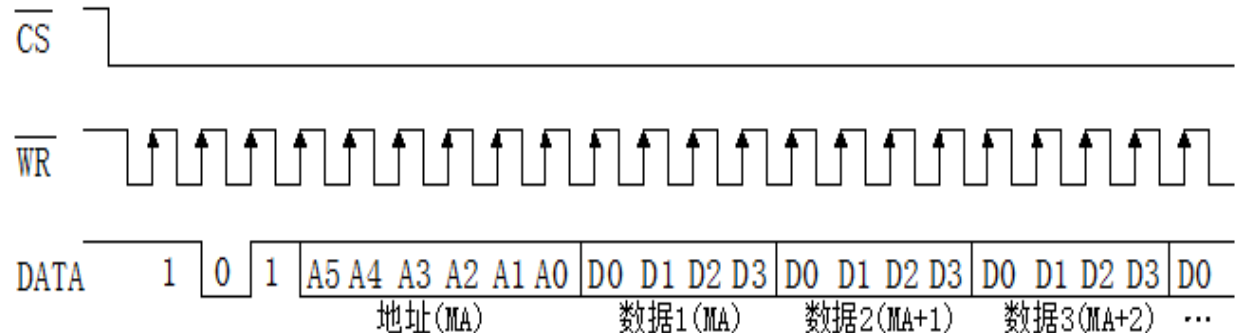 CS
WR
DATA 1 0 1 A5 A4 A3 A2 A1 A0 D0 D1 D2 D3 D0 D1 D2 D3 D0 D1 D2 D3 D0
地址(MA) 数据1(MA) 数据2(MA+1) 数据3(MA+2) …